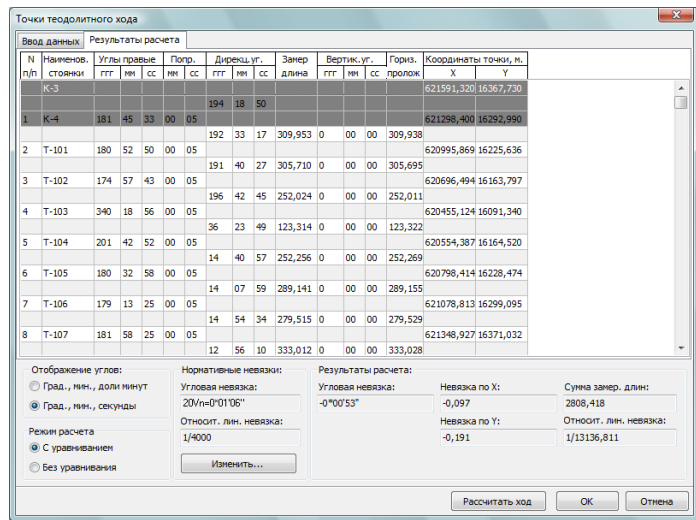 Точки теодолитного хода
Ввод данных Результаты расчета
N Наименов. Углы правые Попр. Дирекц.уг. Замер Вертик.уг. Гориз. Координаты точки, м.
п/п стоянки ггг мм сс мм сс ггг мм сс длина ггг мм сс пролож X Y
К-3 621591,320 16367,730
194 18 50
1 К-4 181 45 33 00 05 621298,400 16292,990
192 33 17 309,953 0 00 00 309,938
2 Т-101 180 52 50 00 05 620995,869 16225,636
191 40 27 305,710 0 00 00 305,695
3 Т-102 174 57 43 00 05 620696,494 16163,797
196 42 45 252,024 0 00 00 252,011
4 Т-103 340 18 56 00 05 620455,124 16091,340
36 23 49 123,314 0 00 00 123,322
5 Т-104 201 42 52 00 05 620554,387 16164,520
14 40 57 252,256 0 00 00 252,269
6 Т-105 180 32 58 00 05 620798,414 16228,474
14 07 59 289,141 0 00 00 289,155
7 Т-106 179 13 25 00 05 621078,813 16299,095
14 54 34 279,515 0 00 00 279,529
8 Т-107 181 58 25 00 05 621348,927 16371,032
12 56 10 333,012 0 00 00 333,028
Отображение углов:
Град., мин., доли минут
Град., мин., секунды
Режим расчета
С уравниванием
Без уравнивания
Нормативные невязки:
Угловая невязка:
20Vn=0°01'06"
Относит. лин. невязка:
1/4000
Изменить...
Результаты расчета:
Угловая невязка: Невязка по X: Сумма замер. длин:
-0°00'53" -0,097 2808,418
Невязка по Y: Относит. лин. невязка:
-0,191 1/13136,811
Рассчитать ход ОК Отмена